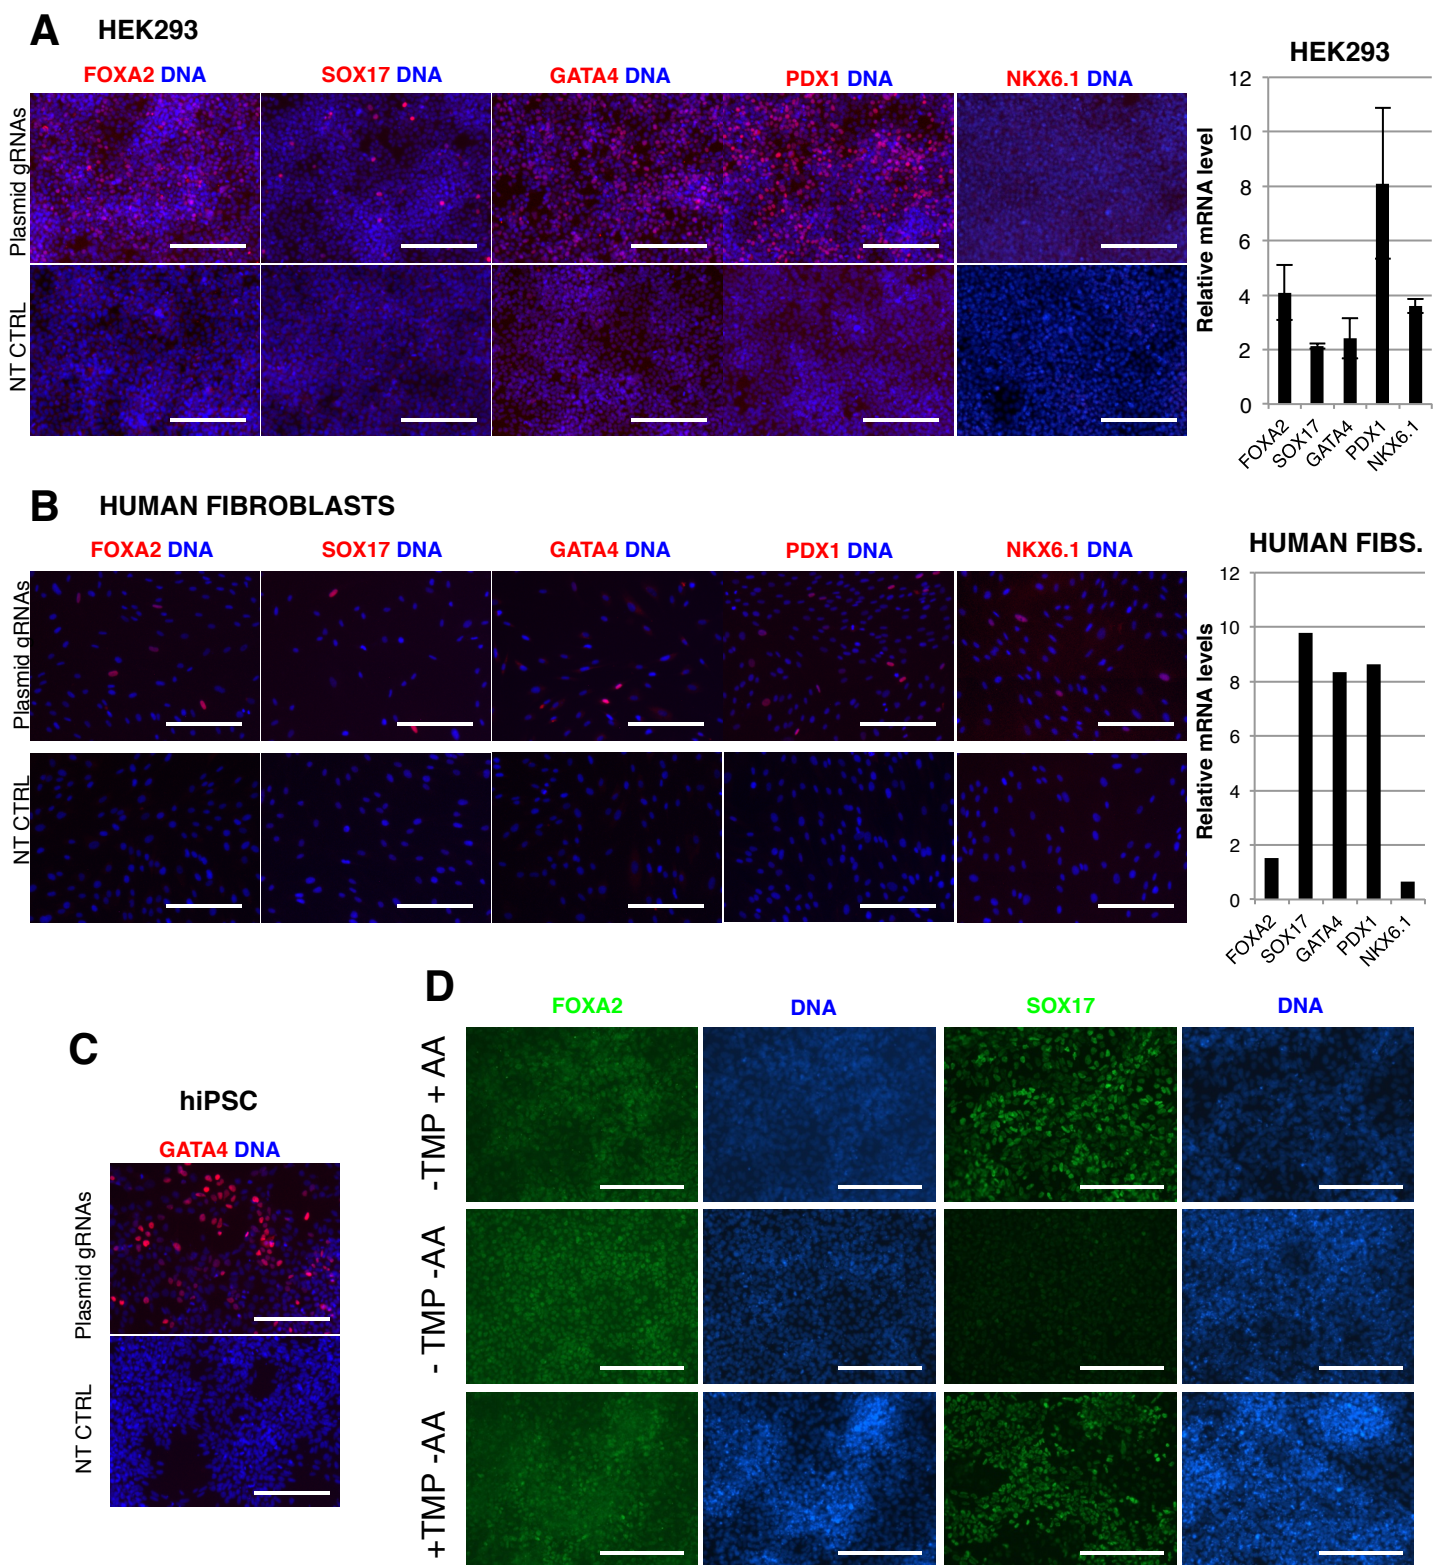 A HEK293
FOXA2 DNA
SOX17 DNA
GATA4 DNA
PDX1 DNA
NKX6.1 DNA
Plasmid gRNAs
NT CTRL
HEK293
Relative mRNA level
12
10
8
6
4
2
0
FOXA2
SOX17
GATA4
PDX1
NKX6.1
B HUMAN FIBROBLASTS
FOXA2 DNA
SOX17 DNA
GATA4 DNA
PDX1 DNA
NKX6.1 DNA
Plasmid gRNAs
NT CTRL
HUMAN FIBS.
Relative mRNA levels
12
10
8
6
4
2
0
FOXA2
SOX17
GATA4
PDX1
NKX6.1
C
hiPSC
GATA4 DNA
Plasmid gRNAs
NT CTRL
D
FOXA2
DNA
SOX17
DNA
-TMP + AA
- TMP -AA
+TMP -AA